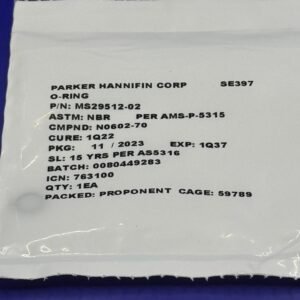 PARKER HANNIFIN CORP SE397
O-RING
P/N: MS29512-02
ASTM: NBR PER AMS-P-5315
CMPND: N0602-70
CURE: 1Q22
PKG: 11 / 2023 EXP: 1Q37
SL: 15 YRS PER AS5316
BATCH: 0080449283
ICN: 763100
QTY: 1EA
PACKED: PROPONENT CAGE: 59789